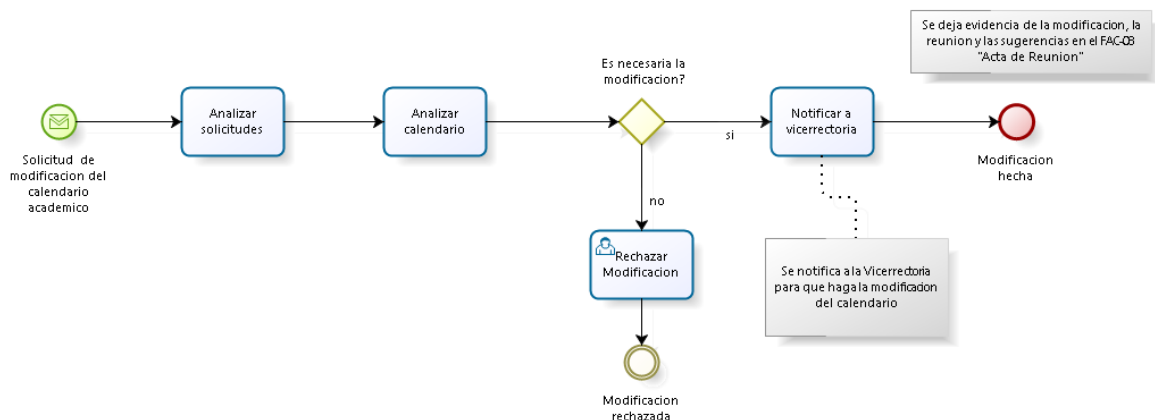 Se deja evidencia de la modificacion, la
reunion y las sugerencias en el FAC-03
"Acta de Reunion"
Es necesaria la
modificacion?
Analizar
solicitudes
Analizar
calendario
Notificar a
vicerrectoria
si
Solicitud de
modificacion del
calendario
academico
Modificacion
hecha
no
Rechazar
Modificacion
Se notifica a la Vicerrectoria
para que haga la modificacion
del calendario
Modificacion
rechazada